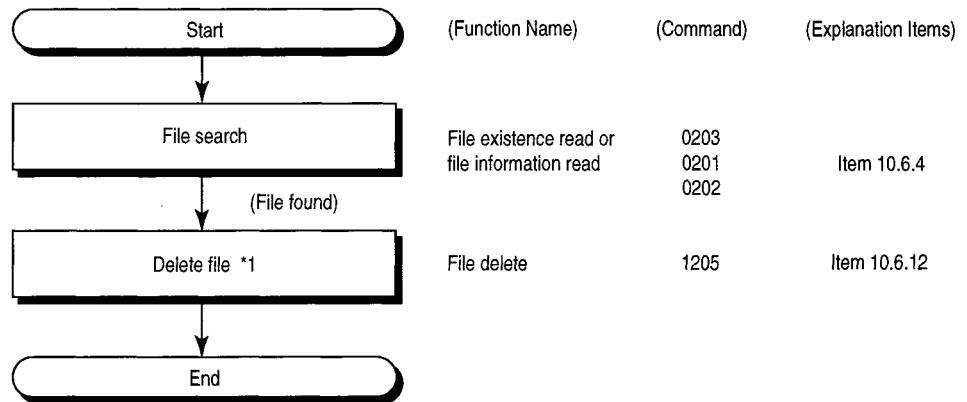 Start (Function Name) (Command) (Explanation Items)
File search
File existence read or 0203
file information read 0201 Item 10.6.4
0202
(File found)
Delete file *1 File delete 1205 Item 10.6.12
End